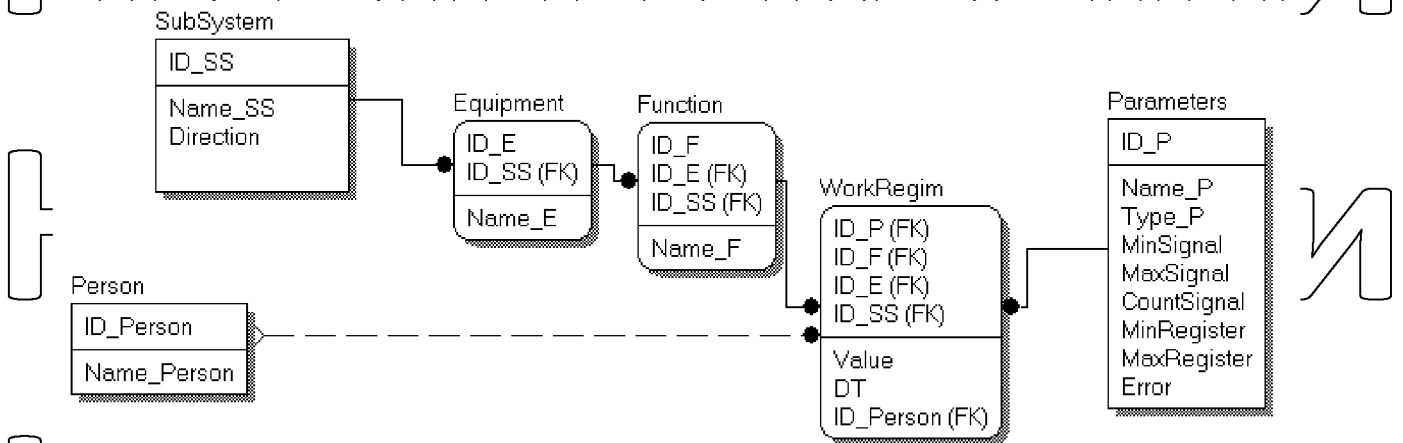 SubSystem
ID_SS
Name_SS
Direction
Equipment
ID_E
ID_SS (FK)
Name_E
Function
ID_F
ID_E (FK)
ID_SS (FK)
Name_F
WorkRegim
ID_P (FK)
ID_F (FK)
ID_E (FK)
ID_SS (FK)
Value
DT
ID_Person (FK)
Parameters
ID_P
Name_P
Type_P
MinSignal
MaxSignal
CountSignal
MinRegister
MaxRegister
Error
Person
ID_Person
Name_Person